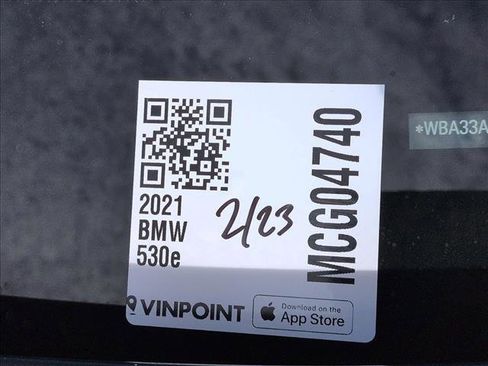 2021
BMW
530e
2/23
MCG04740
VINPOINT
Download on the
App Store
*WBA33A